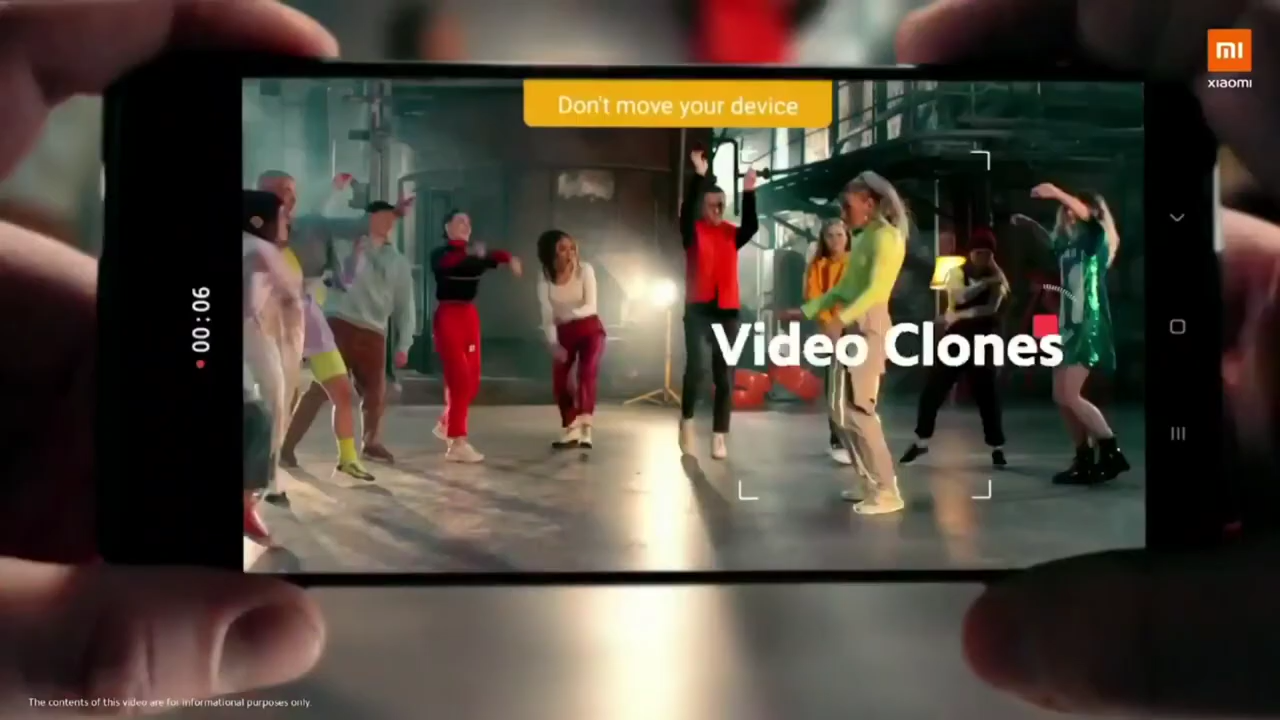 mi
xiaomi
Don't move your device
00:06
Video Clones
The contents of this video are for informational purposes only.